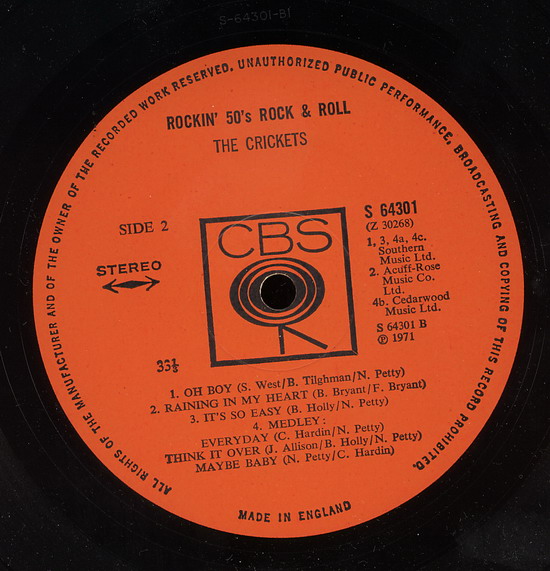 S-64301-B1
ALL RIGHTS OF THE MANUFACTURER AND OF THE OWNER OF THE RECORDED WORK RESERVED. UNAUTHORIZED PUBLIC PERFORMANCE, BROADCASTING AND COPYING OF THIS RECORD PROHIBITED.
ROCKIN' 50's ROCK & ROLL
THE CRICKETS
SIDE 2
STEREO
CBS
S 64301
(Z 30268)
1, 3, 4a, 4c.
Southern
Music Ltd.
2. Acuff-Rose
Music Co.
Ltd.
4b. Cedarwood
Music Ltd.
S 64301 B
℗ 1971
33⅓
1. OH BOY (S. West/B. Tilghman/N. Petty)
2. RAINING IN MY HEART (B. Bryant/F. Bryant)
3. IT'S SO EASY (B. Holly/N. Petty)
4. MEDLEY:
EVERYDAY (C. Hardin/N. Petty)
THINK IT OVER (J. Allison/B. Holly/N. Petty)
MAYBE BABY (N. Petty/C. Hardin)
MADE IN ENGLAND